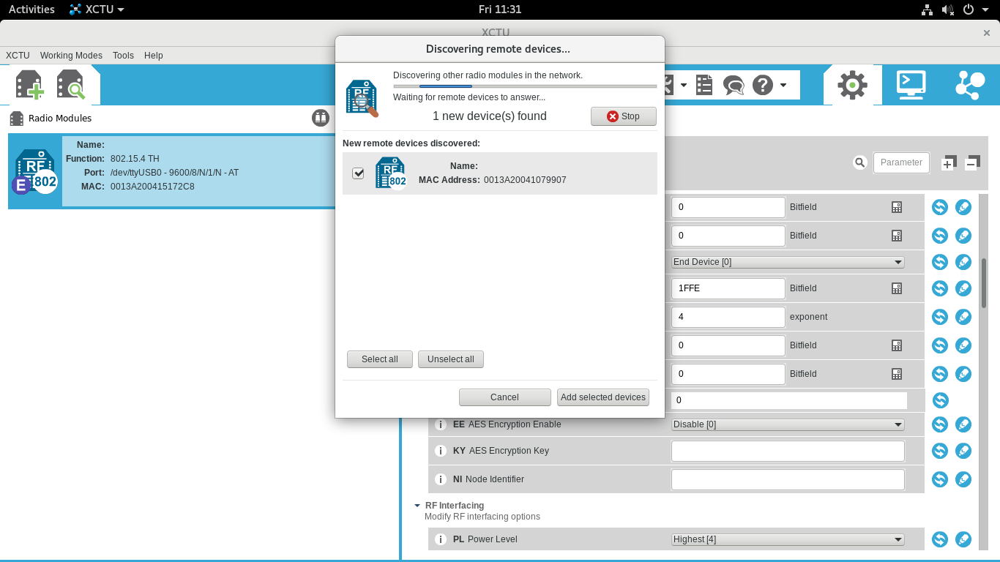 Activities XCTU Fri 11:31
XCTU
XCTU Working Modes Tools Help
Radio Modules
Name:
Function: 802.15.4 TH
Port: /dev/ttyUSB0 - 9600/8/N/1/N - AT
MAC: 0013A200415172C8
RF
802
E
Discovering remote devices...
RF
Discovering other radio modules in the network.
Waiting for remote devices to answer...
1 new device(s) found
Stop
New remote devices discovered:
RF
802
Name:
MAC Address: 0013A20041079907
Select all Unselect all
Cancel Add selected devices
Parameter
0 Bitfield
0 Bitfield
End Device [0]
1FFE Bitfield
4 exponent
0 Bitfield
0 Bitfield
0
i EE AES Encryption Enable Disable [0]
i KY AES Encryption Key
i NI Node Identifier
RF Interfacing
Modify RF interfacing options
i PL Power Level Highest [4]